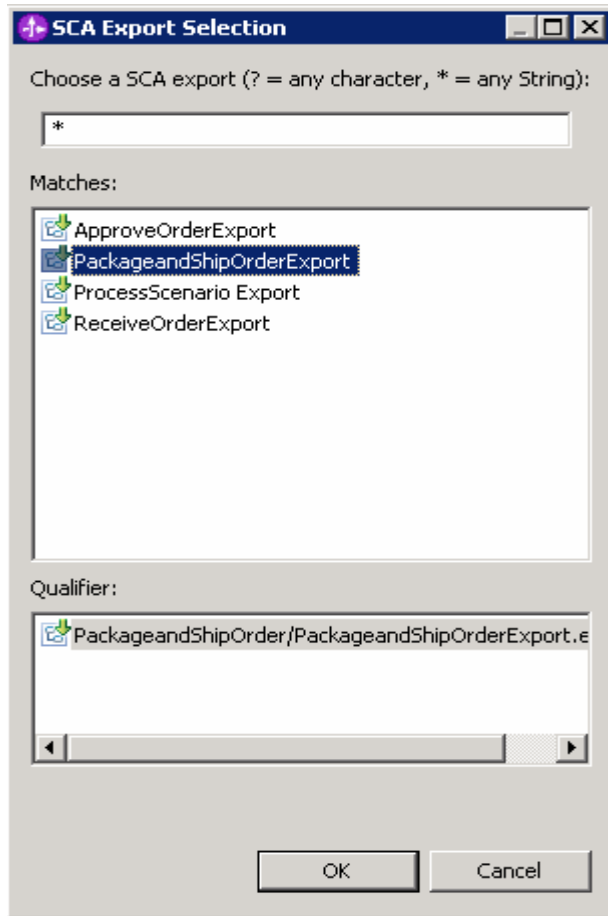 SCA Export Selection
Choose a SCA export (? = any character, * = any String):
*
Matches:
ApproveOrderExport
PackageandShipOrderExport
ProcessScenario Export
ReceiveOrderExport
Qualifier:
PackageandShipOrder/PackageandShipOrderExport.e
OK
Cancel